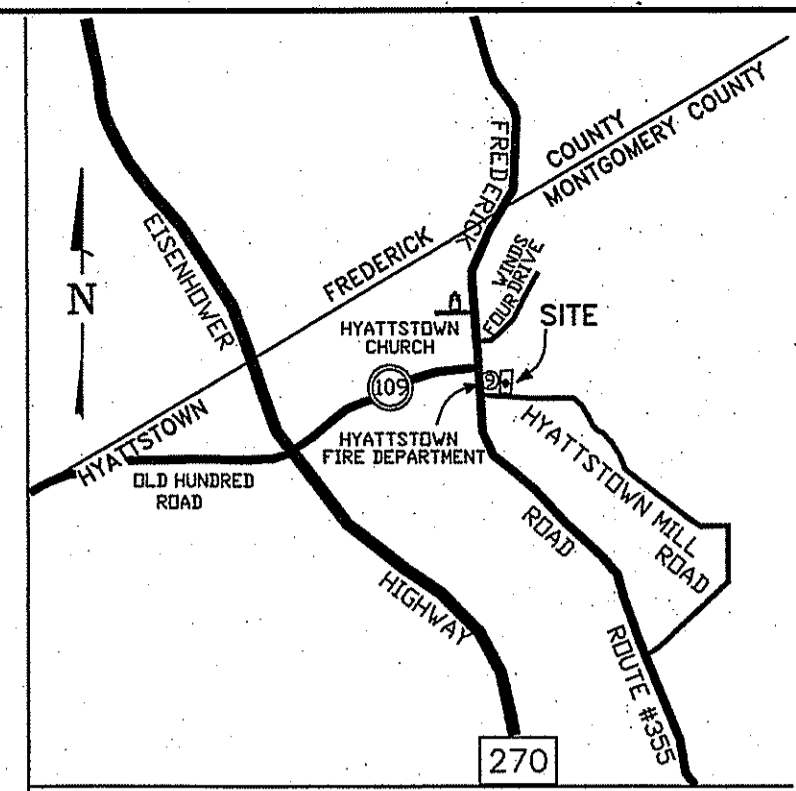 FREDERICK
COUNTY
MONTGOMERY COUNTY
EISENHOWER
FREDERICK
WINDS
FOUR DRIVE
N
SITE
HYATTSTOWN
CHURCH
109
HYATTSTOWN
HYATTSTOWN
FIRE DEPARTMENT
HYATTSTOWN MILL
ROAD
OLD HUNDRED
ROAD
ROAD
HIGHWAY
ROUTE #355
270